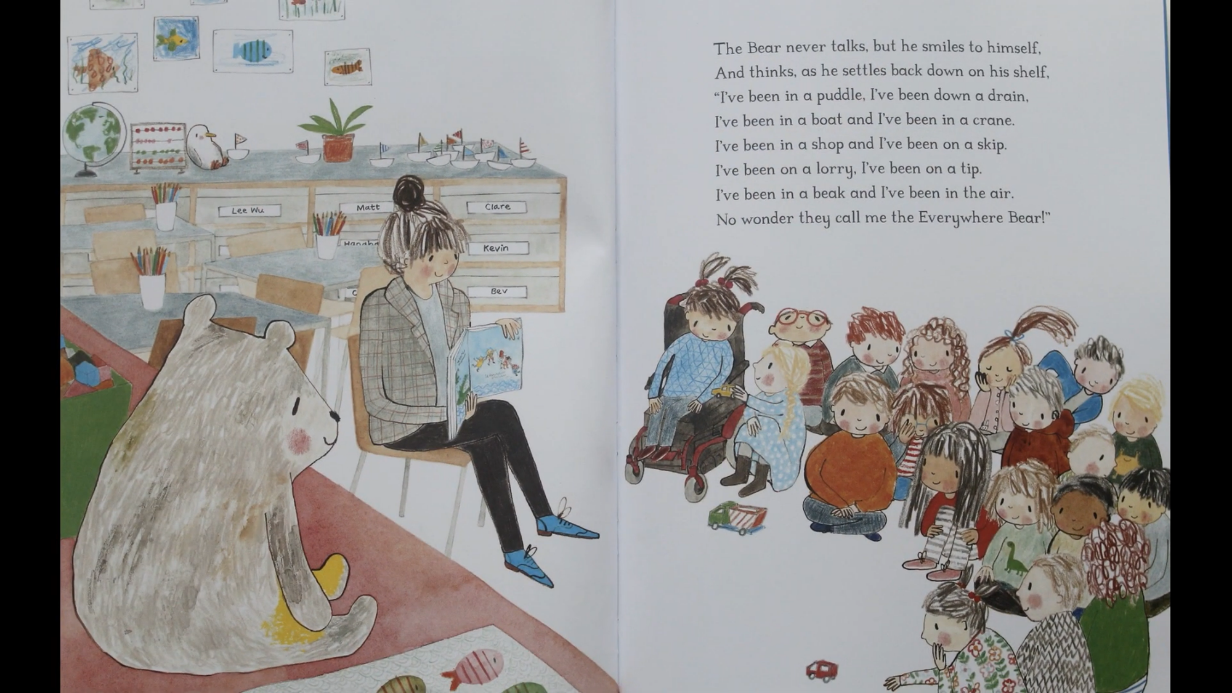 Lee Wu
Matt
Clare
Kevin
Bev
The Bear never talks, but he smiles to himself,
And thinks, as he settles back down on his shelf,
“I’ve been in a puddle, I’ve been down a drain,
I’ve been in a boat and I’ve been in a crane.
I’ve been in a shop and I’ve been on a skip.
I’ve been on a lorry, I’ve been on a tip.
I’ve been in a beak and I’ve been in the air.
No wonder they call me the Everywhere Bear!”